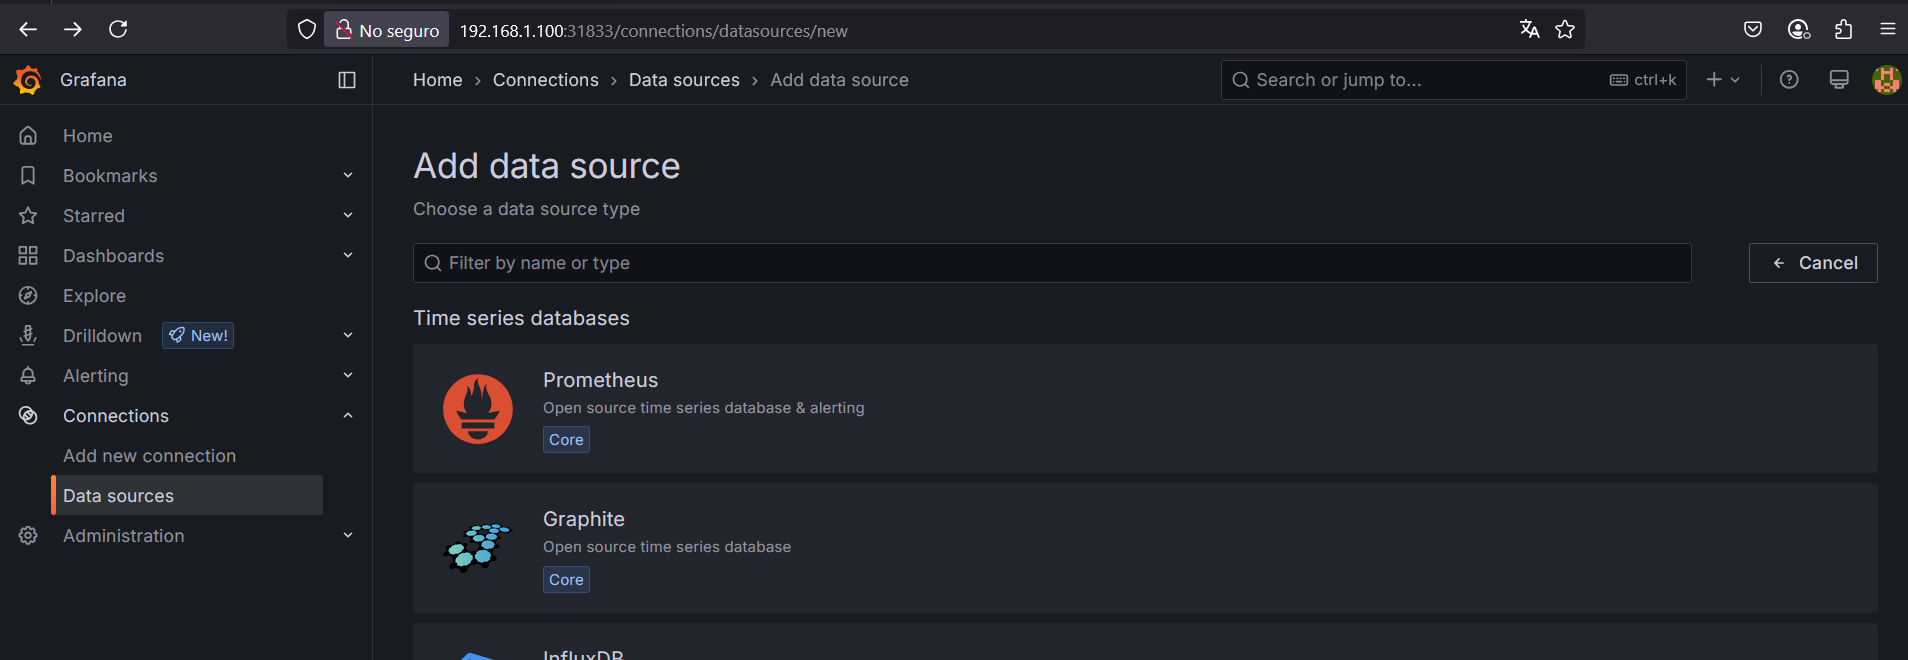 No seguro 192.168.1.100:31833/connections/datasources/new
Grafana
Home › Connections › Data sources › Add data source
Search or jump to... ctrl+k
Home
Bookmarks
Starred
Dashboards
Explore
Drilldown New!
Alerting
Connections
Add new connection
Data sources
Administration
Add data source
Choose a data source type
Filter by name or type
Cancel
Time series databases
Prometheus
Open source time series database & alerting
Core
Graphite
Open source time series database
Core
InfluxDB